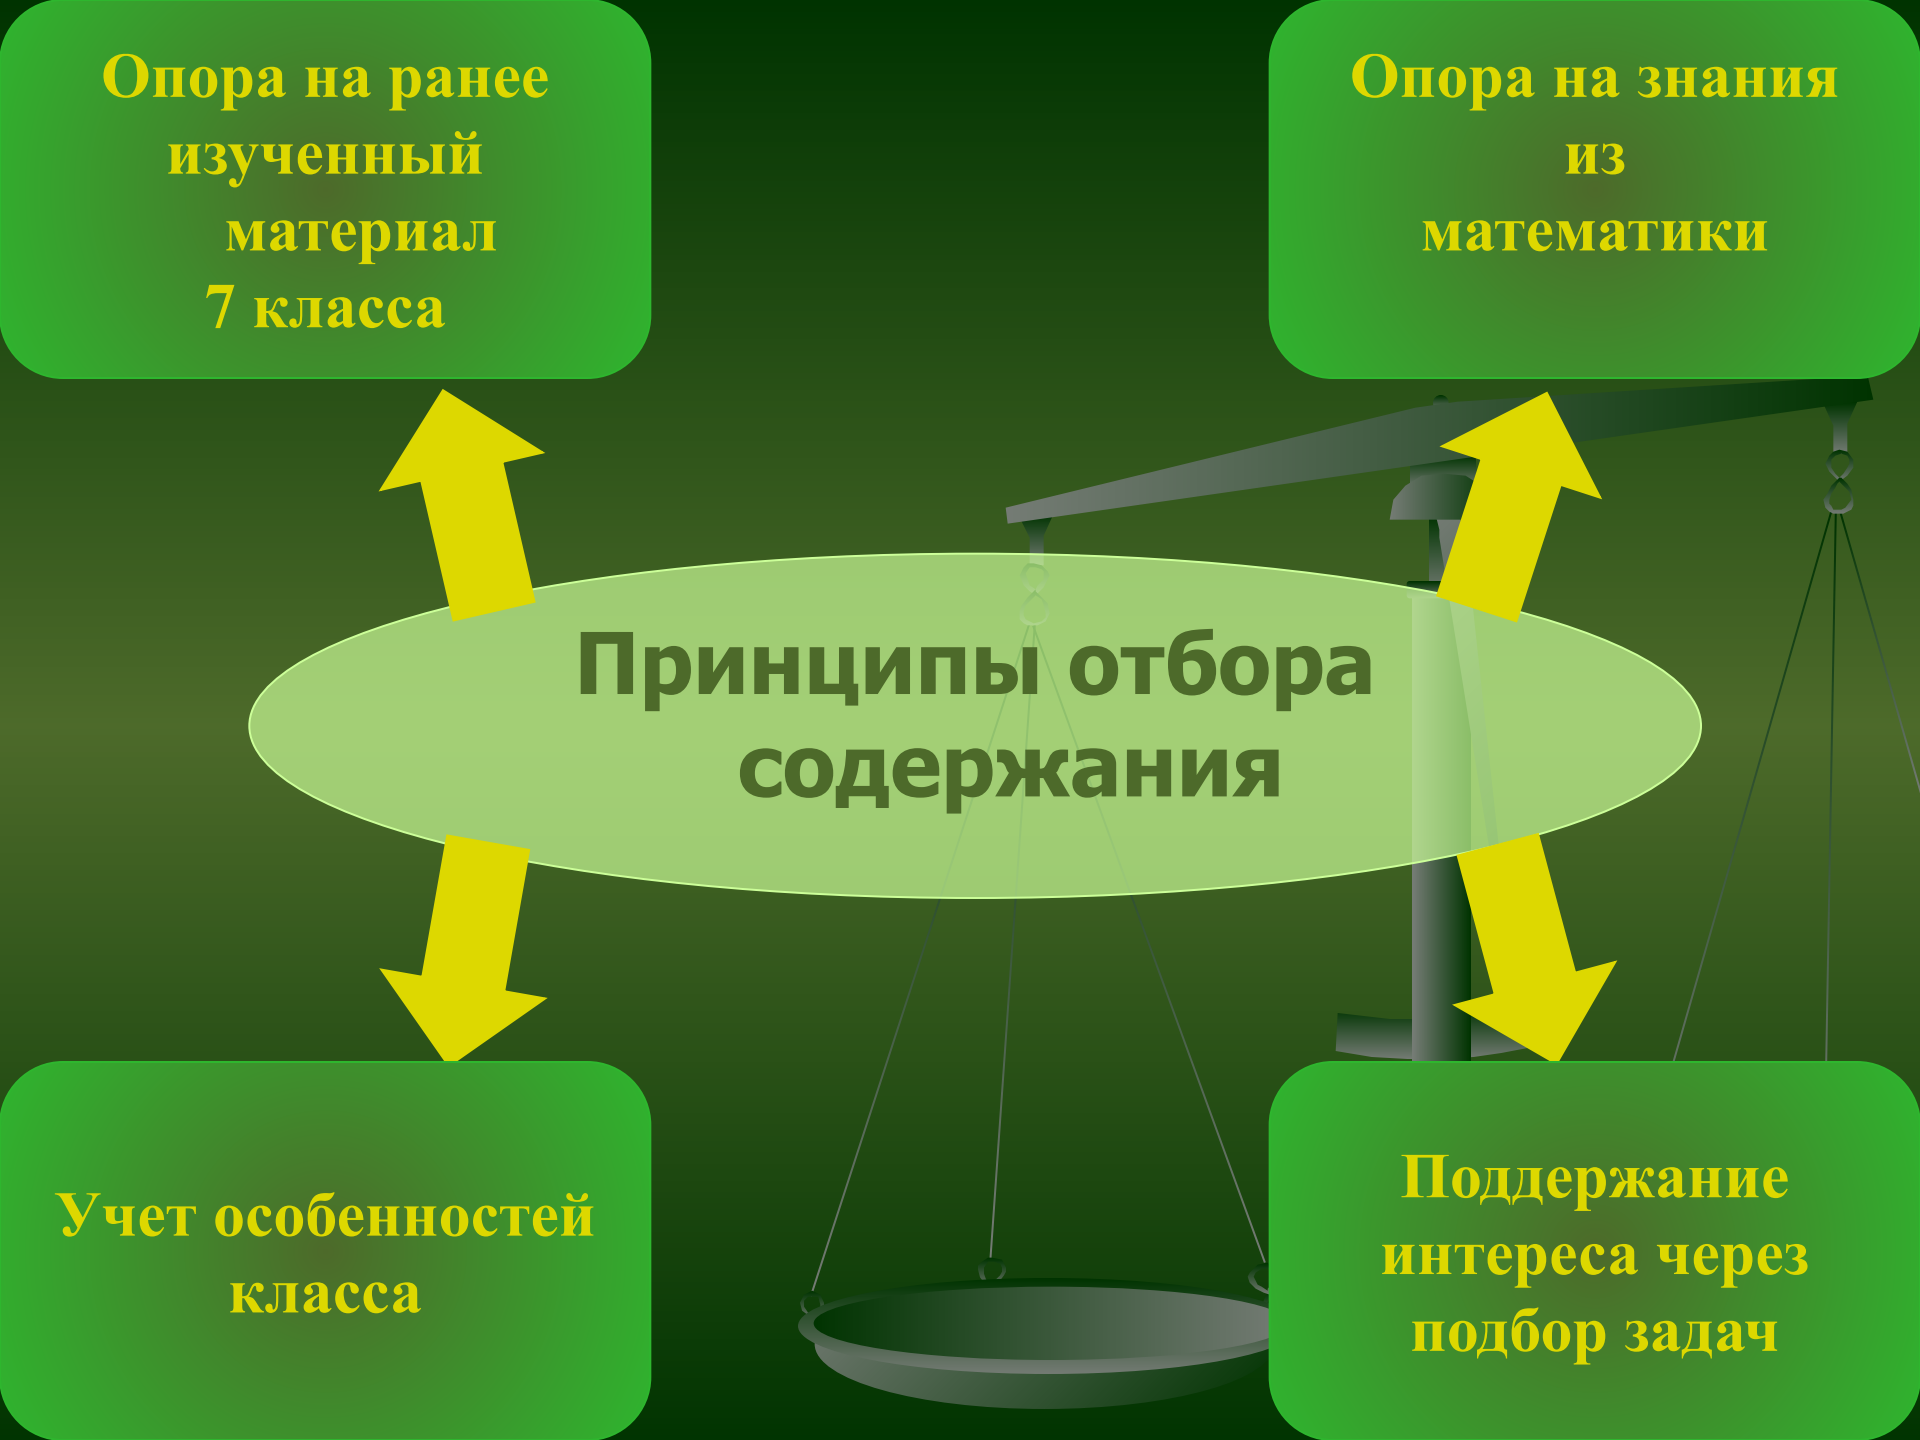 Опора на ранее
изученный
материал
7 класса
Опора на знания
из
математики
Принципы отбора
содержания
Учет особенностей
класса
Поддержание
интереса через
подбор задач